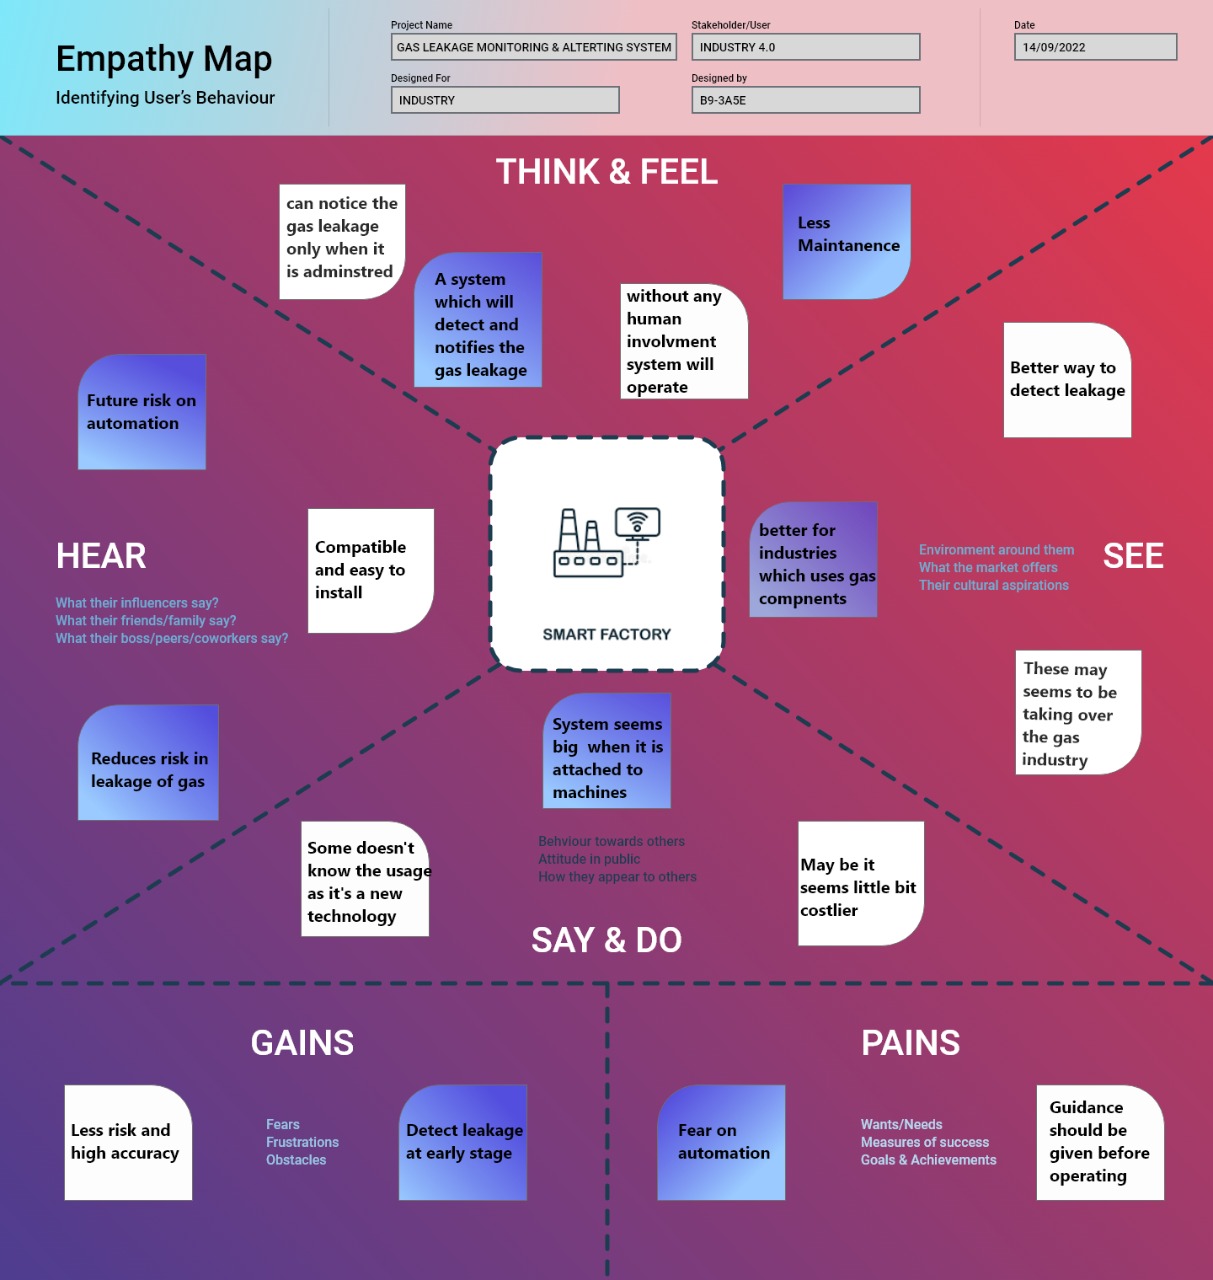 Empathy Map
Identifying User's Behaviour
Project Name
GAS LEAKAGE MONITORING & ALTERTING SYSTEM
Stakeholder/User
INDUSTRY 4.0
Date
14/09/2022
Designed For
INDUSTRY
Designed by
B9-3A5E
THINK & FEEL
can notice the
gas leakage
only when it
is adminstred
A system
which will
detect and
notifies the
gas leakage
without any
human
involvment
system will
operate
Less
Maintanence
Future risk on
automation
HEAR
What their influencers say?
What their friends/family say?
What their boss/peers/coworkers say?
Compatible
and easy to
install
Reduces risk in
leakage of gas
SMART FACTORY
Better way to
detect leakage
better for
industries
which uses gas
compnents
Environment around them
What the market offers
Their cultural aspirations
SEE
These may
seems to be
taking over
the gas
industry
System seems
big when it is
attached to
machines
Some doesn't
know the usage
as it's a new
technology
Behviour towards others
Attitude in public
How they appear to others
May be it
seems little bit
costlier
SAY & DO
GAINS
Less risk and
high accuracy
Fears
Frustrations
Obstacles
Detect leakage
at early stage
PAINS
Fear on
automation
Wants/Needs
Measures of success
Goals & Achievements
Guidance
should be
given before
operating